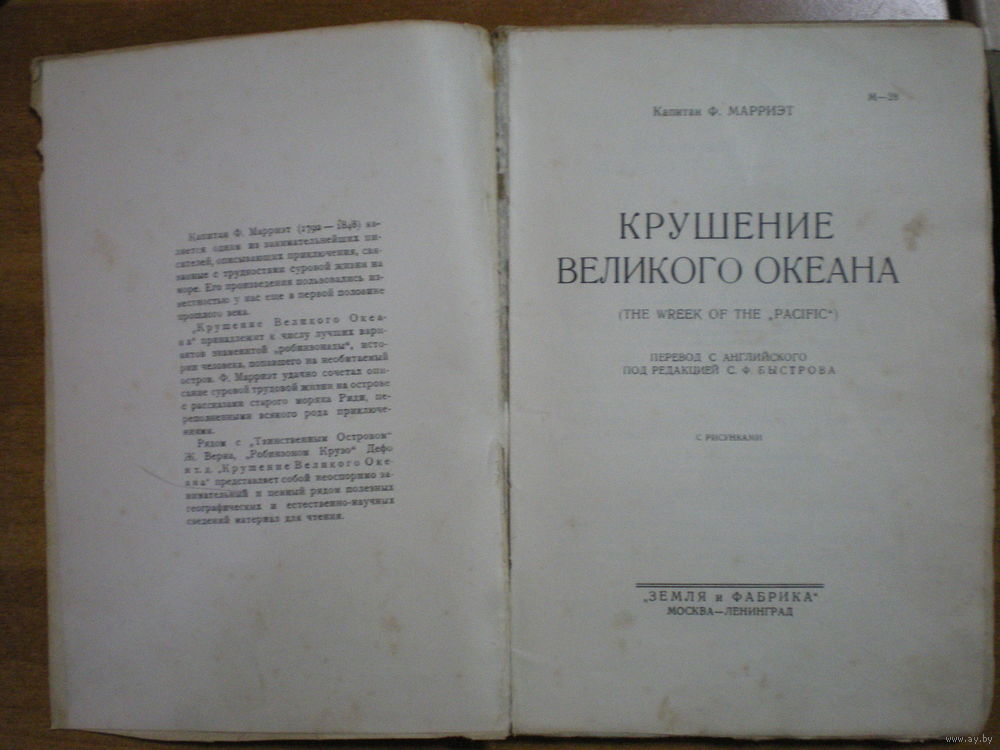 Капитан Ф. Марриэт (1792—1848) яв-
ляется одним из занимательнейших пи-
сателей, описывающих приключения, свя-
занные с трудностями суровой жизни на
море. Его произведения пользовались из-
вестностью у нас еще в первой половине
прошлого века.
„Крушение Великого Океа-
на“ принадлежит к числу лучших вари-
антов знаменитой „робинзонады“, исто-
рии человека, попавшего на необитаемый
остров. Ф. Марриэт удачно сочетал опи-
сание суровой трудовой жизни на острове
с рассказами старого моряка Риди, пе-
реполненными всякого рода приключе-
ниями.
Рядом с „Таинственным Островом“
Ж. Верна, „Робинзоном Крузо“ Дефо
и т. д. „Крушение Великого Оке-
ана“ представляет собой неоспоримо за-
нимательный и ценный рядом полезных
географических и естественно-научных
сведений материал для чтения.
М—28
Капитан Ф. МАРРИЭТ
КРУШЕНИЕ
ВЕЛИКОГО ОКЕАНА
(THE WREEK OF THE „PACIFIC“)
ПЕРЕВОД С АНГЛИЙСКОГО
ПОД РЕДАКЦИЕЙ С. Ф. БЫСТРОВА
С РИСУНКАМИ
„ЗЕМЛЯ и ФАБРИКА“
МОСКВА—ЛЕНИНГРАД
www.ay.by